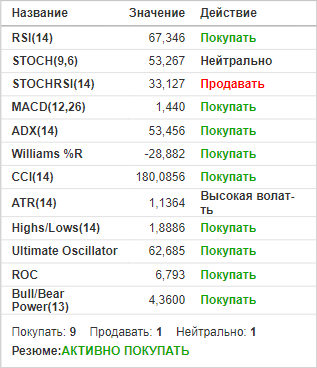 Название Значение Действие
RSI(14) 67,346 Покупать
STOCH(9,6) 53,267 Нейтрально
STOCHRSI(14) 33,127 Продавать
MACD(12,26) 1,440 Покупать
ADX(14) 53,456 Покупать
Williams %R -28,882 Покупать
CCI(14) 180,0856 Покупать
ATR(14) 1,1364 Высокая волат-
ть
Highs/Lows(14) 1,8886 Покупать
Ultimate Oscillator 62,685 Покупать
ROC 6,793 Покупать
Bull/Bear
Power(13) 4,3600 Покупать
Покупать: 9 Продавать: 1 Нейтрально: 1
Резюме:АКТИВНО ПОКУПАТЬ